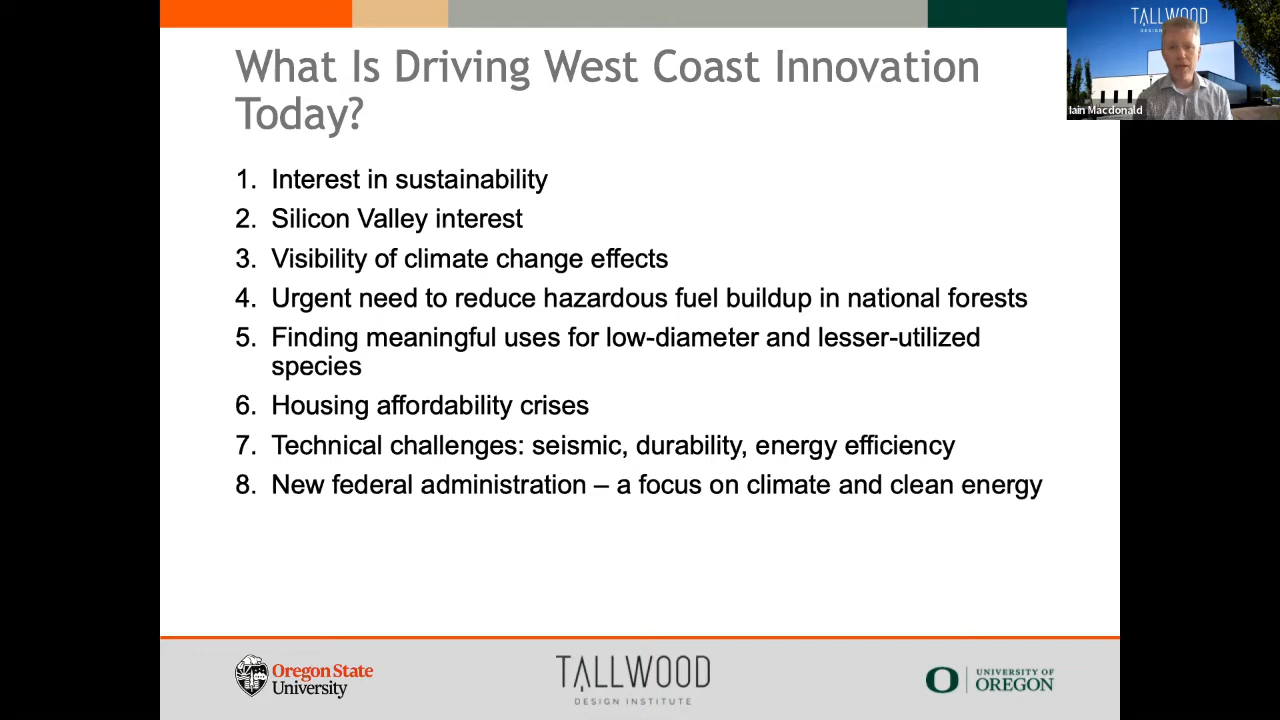 What Is Driving West Coast Innovation
Today?
1. Interest in sustainability
2. Silicon Valley interest
3. Visibility of climate change effects
4. Urgent need to reduce hazardous fuel buildup in national forests
5. Finding meaningful uses for low-diameter and lesser-utilized
species
6. Housing affordability crises
7. Technical challenges: seismic, durability, energy efficiency
8. New federal administration – a focus on climate and clean energy
TALLWOOD
Iain Macdonald
Oregon State
University
TALLWOOD
DESIGN INSTITUTE
O
UNIVERSITY OF
OREGON